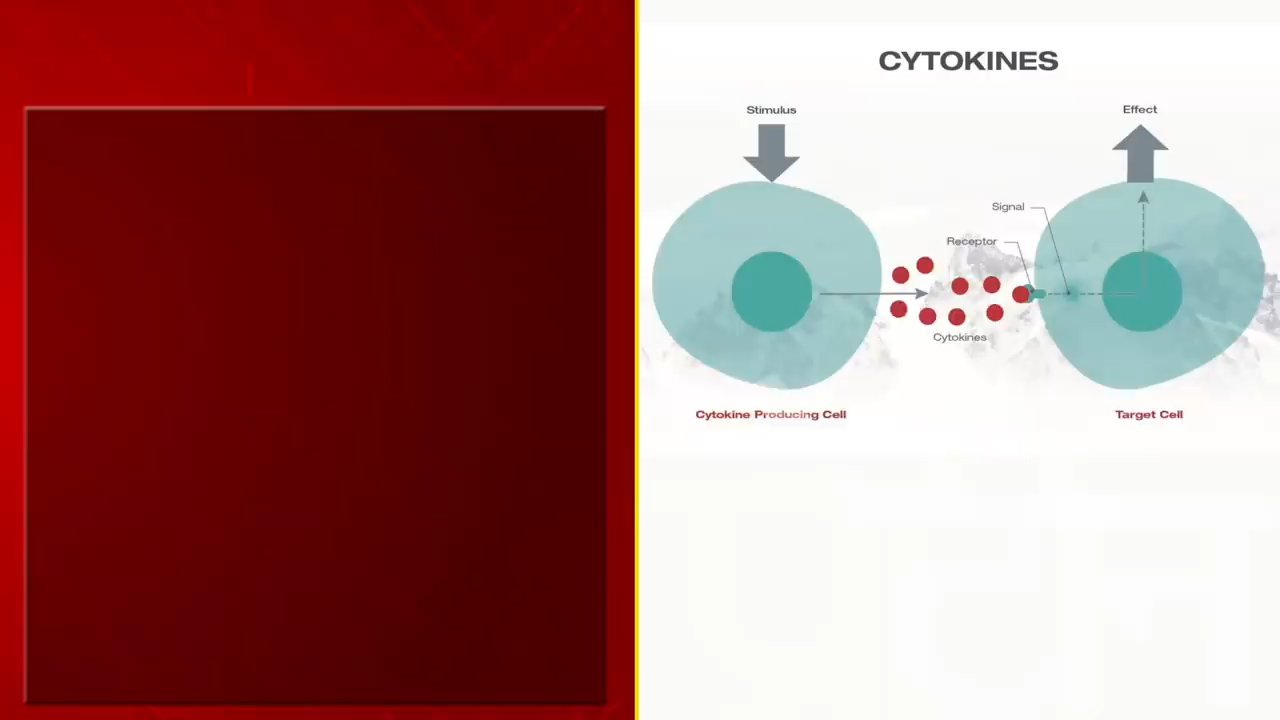 CYTOKINES
Stimulus
Effect
Signal
Receptor
Cytokines
Cytokine Producing Cell
Target Cell